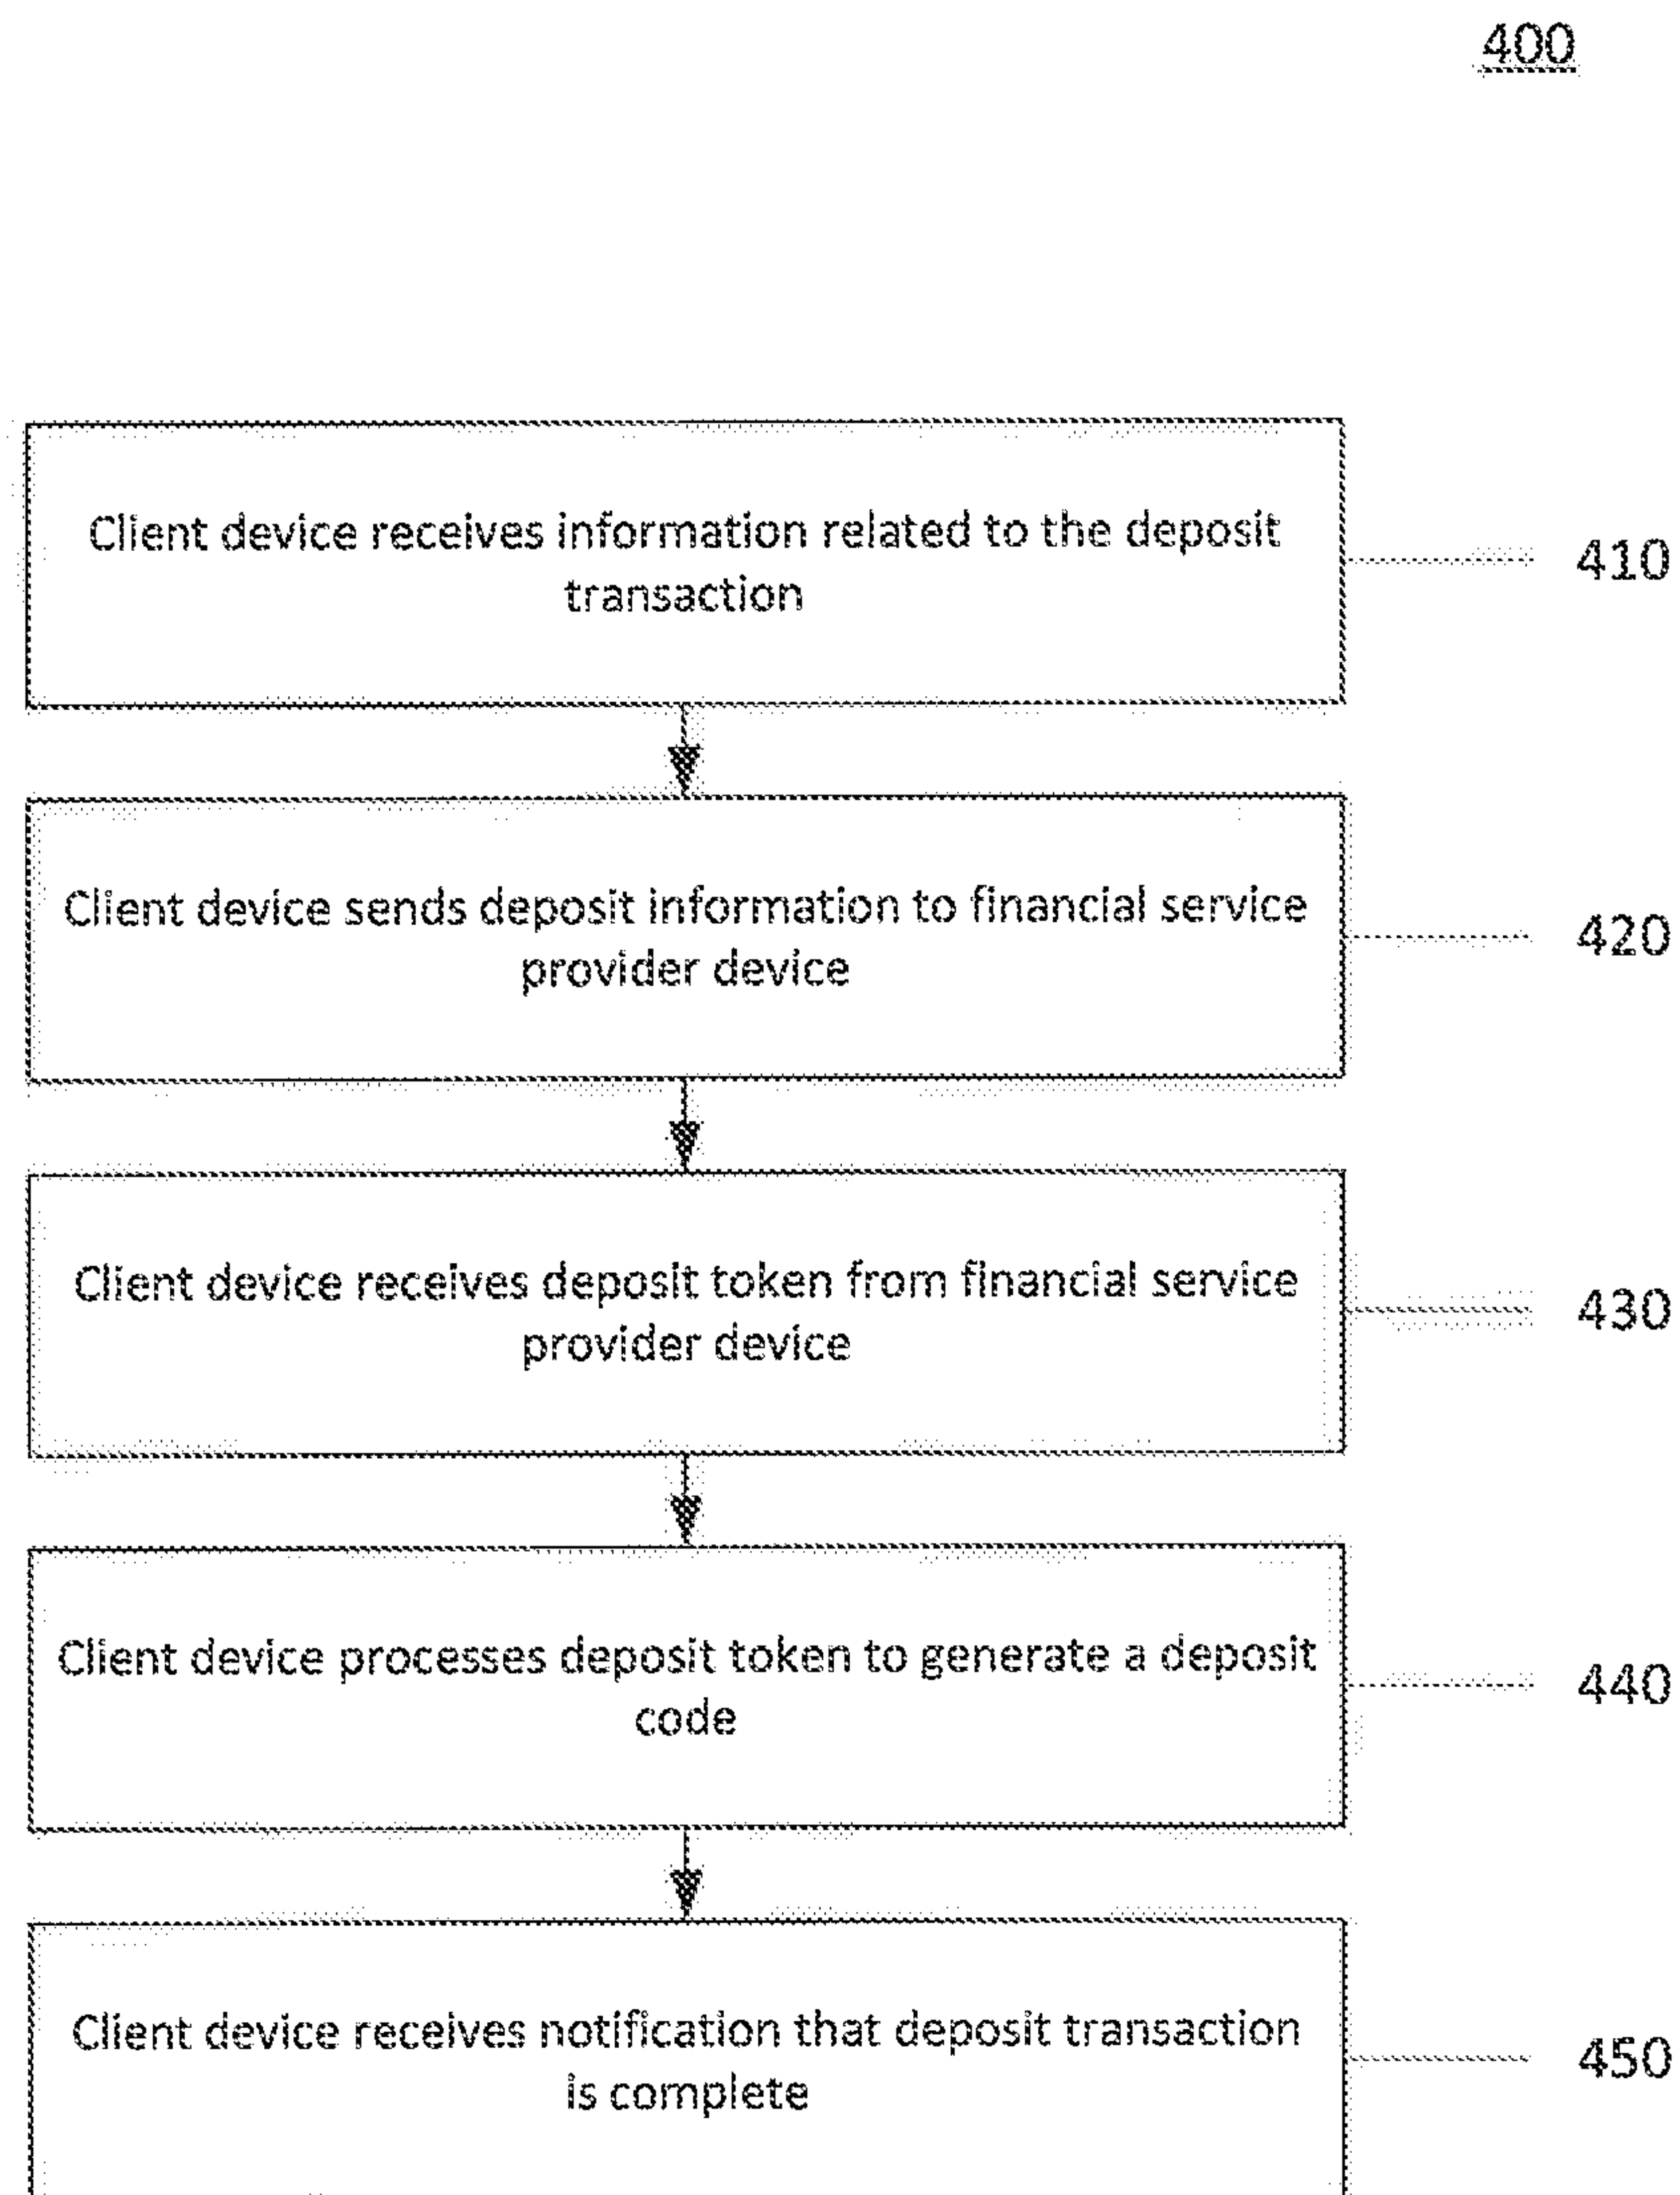 400
Client device receives information related to the deposit
transaction
410
Client device sends deposit information to financial service
provider device
420
Client device receives deposit token from financial service
provider device
430
Client device processes deposit token to generate a deposit
code
440
Client device receives notification that deposit transaction
is complete
450